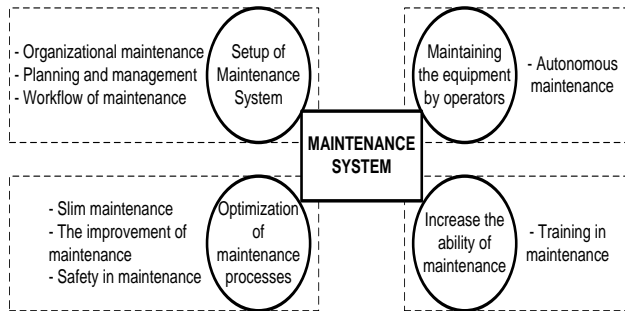 - Organizational maintenance
- Planning and management
- Workflow of maintenance
Setup of
Maintenance
System
Maintaining
the equipment
by operators
- Autonomous
maintenance
MAINTENANCE
SYSTEM
- Slim maintenance
- The improvement of
maintenance
- Safety in maintenance
Optimization
of
maintenance
processes
Increase the
ability of
maintenance
- Training in
maintenance